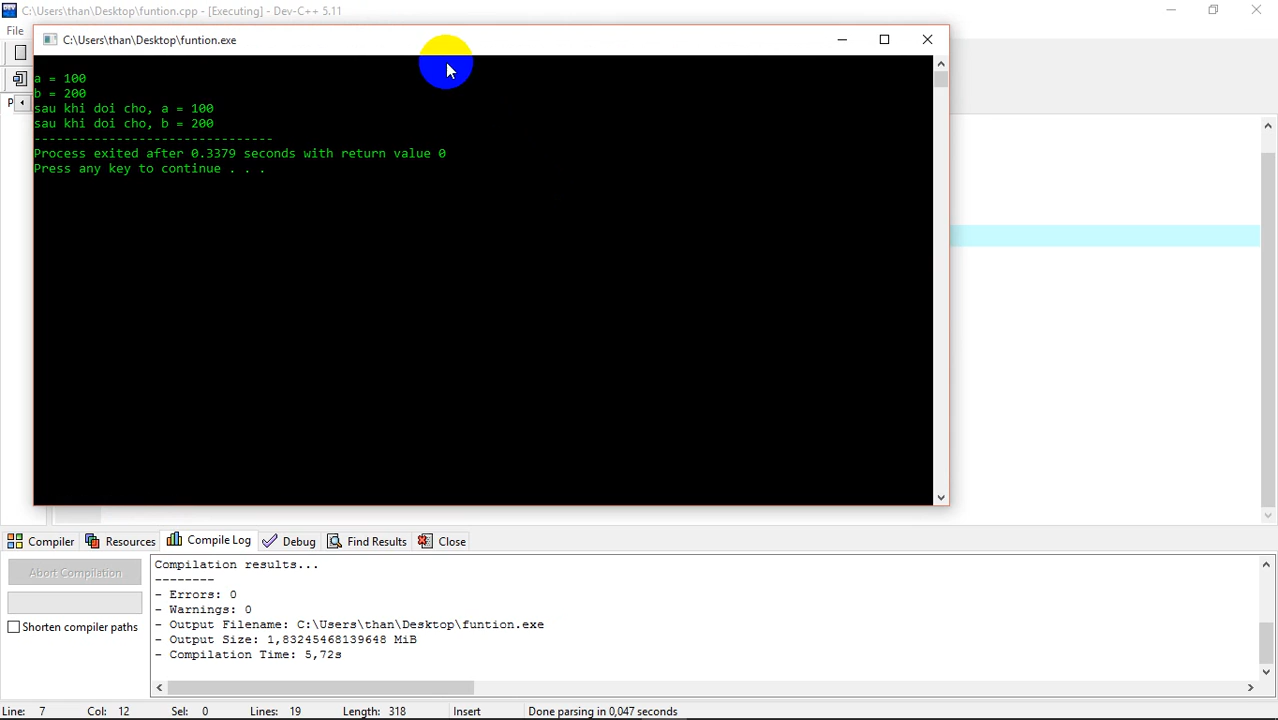 C:\Users\than\Desktop\funtion.cpp - [Executing] - Dev-C++ 5.11
File
C:\Users\than\Desktop\funtion.exe
a = 100
b = 200
sau khi doi cho, a = 100
sau khi doi cho, b = 200
--------------------------------
Process exited after 0.3379 seconds with return value 0
Press any key to continue . . .
Compiler Resources Compile Log Debug Find Results Close
Abort Compilation
Shorten compiler paths
Compilation results...
--------
- Errors: 0
- Warnings: 0
- Output Filename: C:\Users\than\Desktop\funtion.exe
- Output Size: 1,83245468139648 MiB
- Compilation Time: 5,72s
Line: 7 Col: 12 Sel: 0 Lines: 19 Length: 318 Insert Done parsing in 0,047 seconds